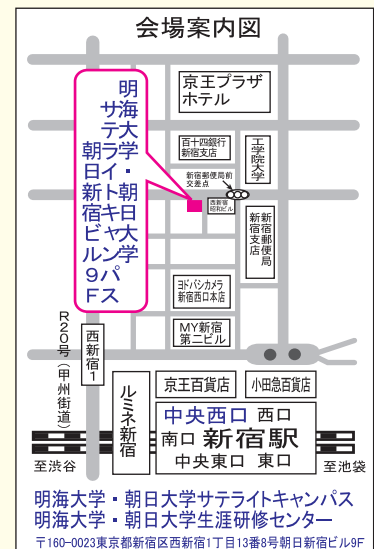 会場案内図
京王プラザ
ホテル
明海大学・朝日大学
サテライトキャンパス
朝日新宿ビル9F
百十四銀行
新宿支店
工学院大学
新宿郵便局前
交差点
西新宿
昭和ビル
新宿郵便局
新宿支店
ヨドバシカメラ
新宿西口本店
MY新宿
第二ビル
R20号(甲州街道)
西新宿1
ルミネ新宿
京王百貨店
小田急百貨店
中央西口 西口
南口 新宿駅
中央東口 東口
至渋谷
至池袋
明海大学・朝日大学サテライトキャンパス
明海大学・朝日大学生涯研修センター
〒160-0023東京都新宿区西新宿1丁目13番8号朝日新宿ビル9F